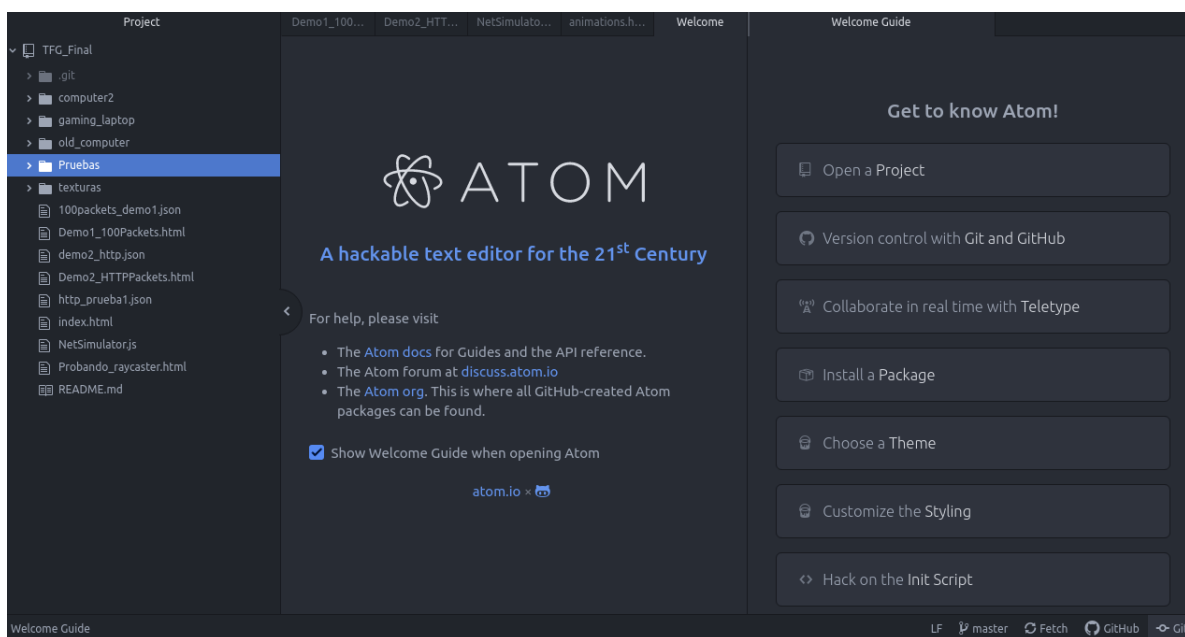 Project
TFG_Final
.git
computer2
gaming_laptop
old_computer
Pruebas
texturas
100packets_demo1.json
Demo1_100Packets.html
demo2_http.json
Demo2_HTTPPackets.html
http_prueba1.json
index.html
NetSimulator.js
Probando_raycaster.html
README.md
Demo1_100... Demo2_HTT... NetSimulato... animations.h... Welcome
ATOM
A hackable text editor for the 21st Century
For help, please visit
• The Atom docs for Guides and the API reference.
• The Atom forum at discuss.atom.io
• The Atom org. This is where all GitHub-created Atom
packages can be found.
Show Welcome Guide when opening Atom
atom.io ×
Welcome Guide
Get to know Atom!
Open a Project
Version control with Git and GitHub
Collaborate in real time with Teletype
Install a Package
Choose a Theme
Customize the Styling
Hack on the Init Script
Welcome Guide LF master Fetch GitHub Gi